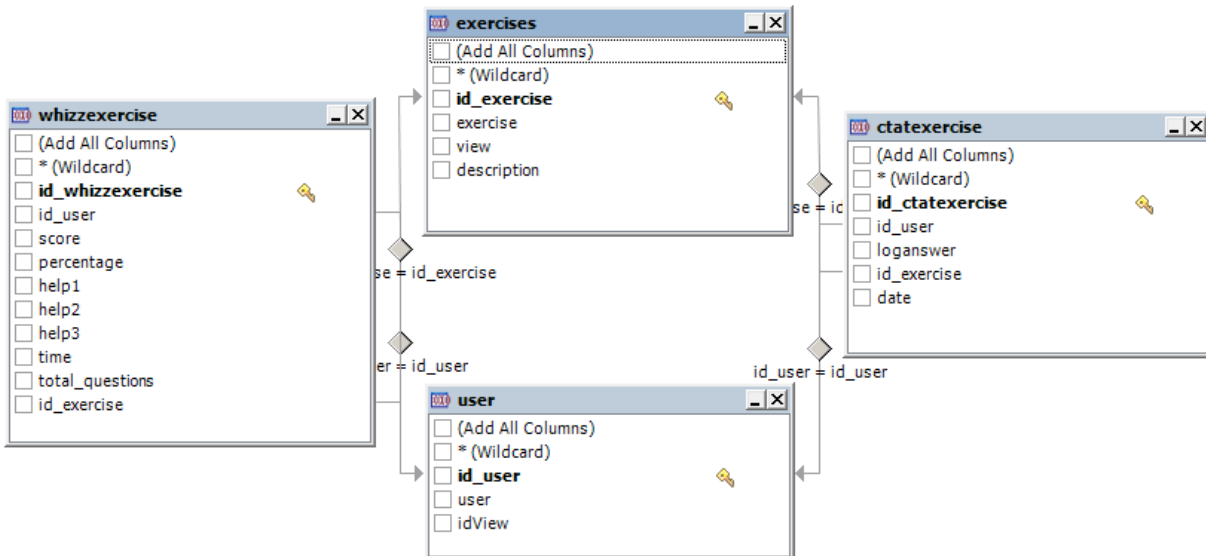 exercises
(Add All Columns)
* (Wildcard)
id_exercise
exercise
view
description
whizzexercise
(Add All Columns)
* (Wildcard)
id_whizzexercise
id_user
score
percentage
help1
help2
help3
time
total_questions
id_exercise
ctatexercise
(Add All Columns)
* (Wildcard)
id_ctatexercise
id_user
loganswer
id_exercise
date
se = id_exercise
se = id
er = id_user
id_user = id_user
user
(Add All Columns)
* (Wildcard)
id_user
user
idView